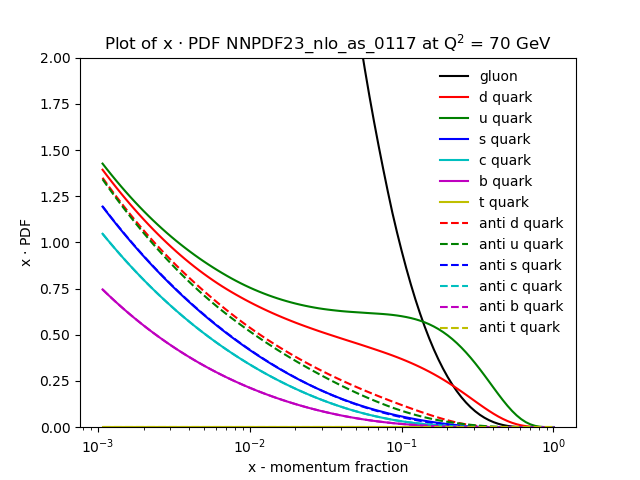 Plot of x · PDF NNPDF23_nlo_as_0117 at Q² = 70 GeV
2.00
1.75
1.50
1.25
1.00
0.75
0.50
0.25
0.00
x · PDF
gluon
d quark
u quark
s quark
c quark
b quark
t quark
anti d quark
anti u quark
anti s quark
anti c quark
anti b quark
anti t quark
10⁻³ 10⁻² 10⁻¹ 10⁰
x - momentum fraction